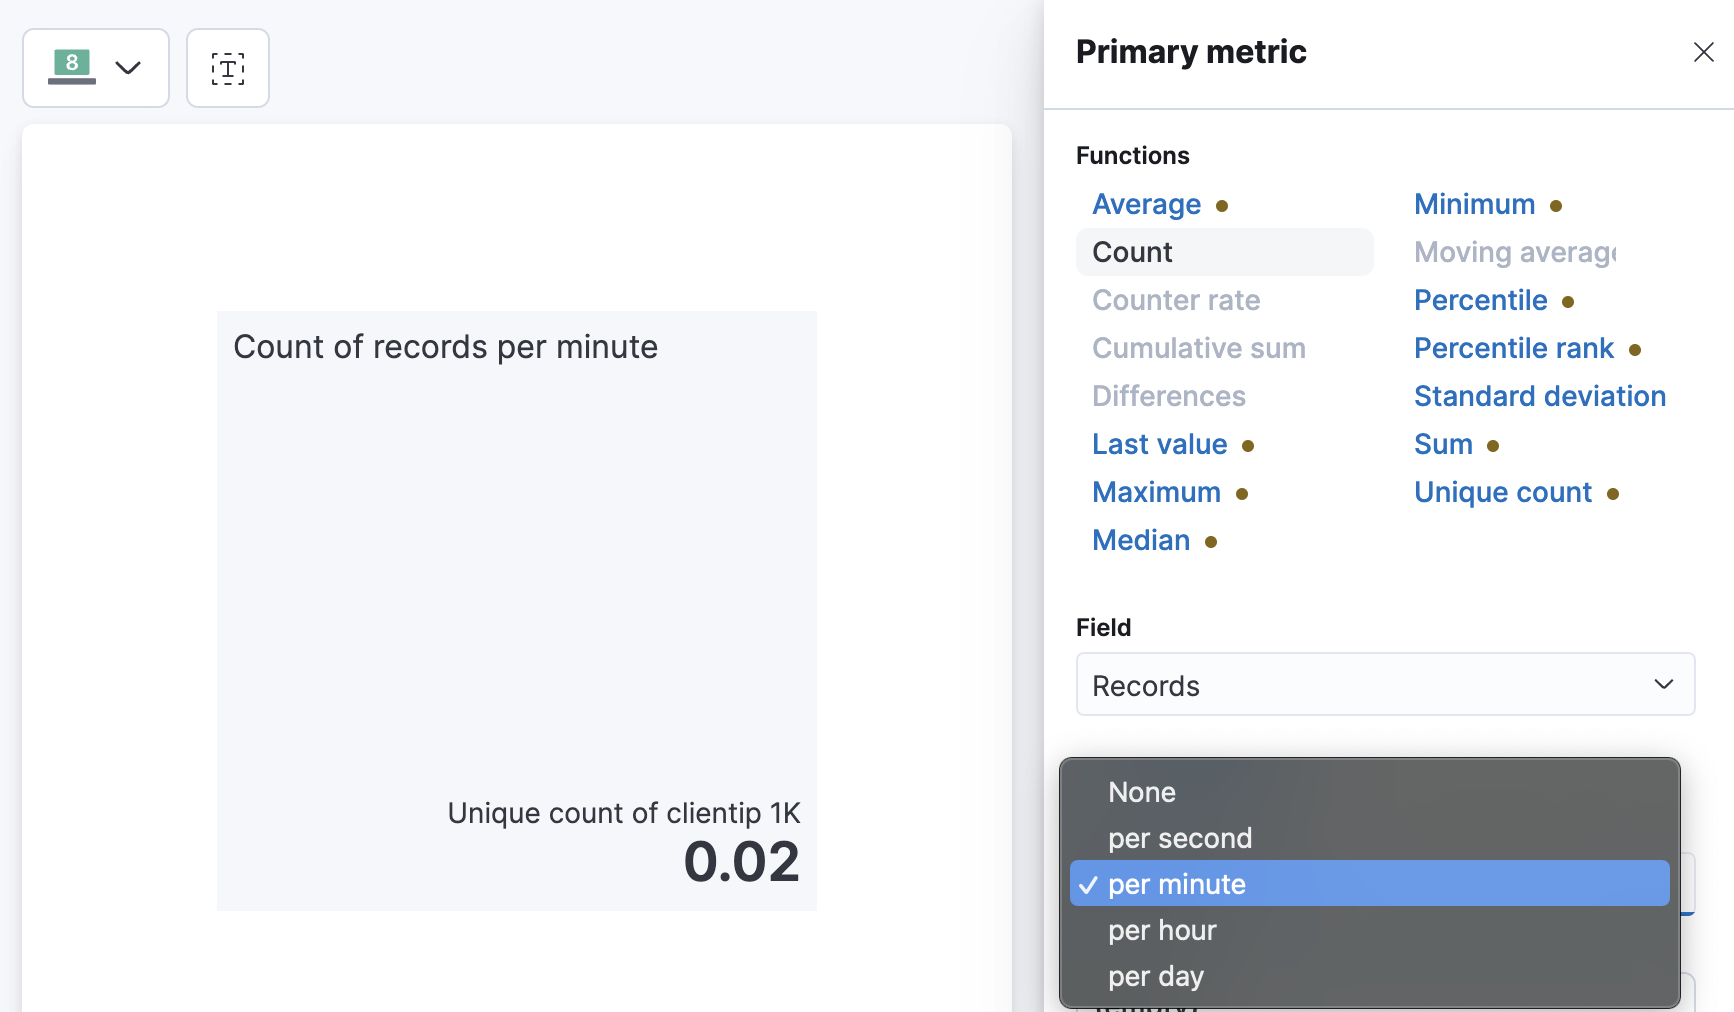 8
T
Count of records per minute
Unique count of clientip 1K
0.02
Primary metric
Functions
Average
Count
Counter rate
Cumulative sum
Differences
Last value
Maximum
Median
Minimum
Moving average
Percentile
Percentile rank
Standard deviation
Sum
Unique count
Field
Records
None
per second
✓ per minute
per hour
per day